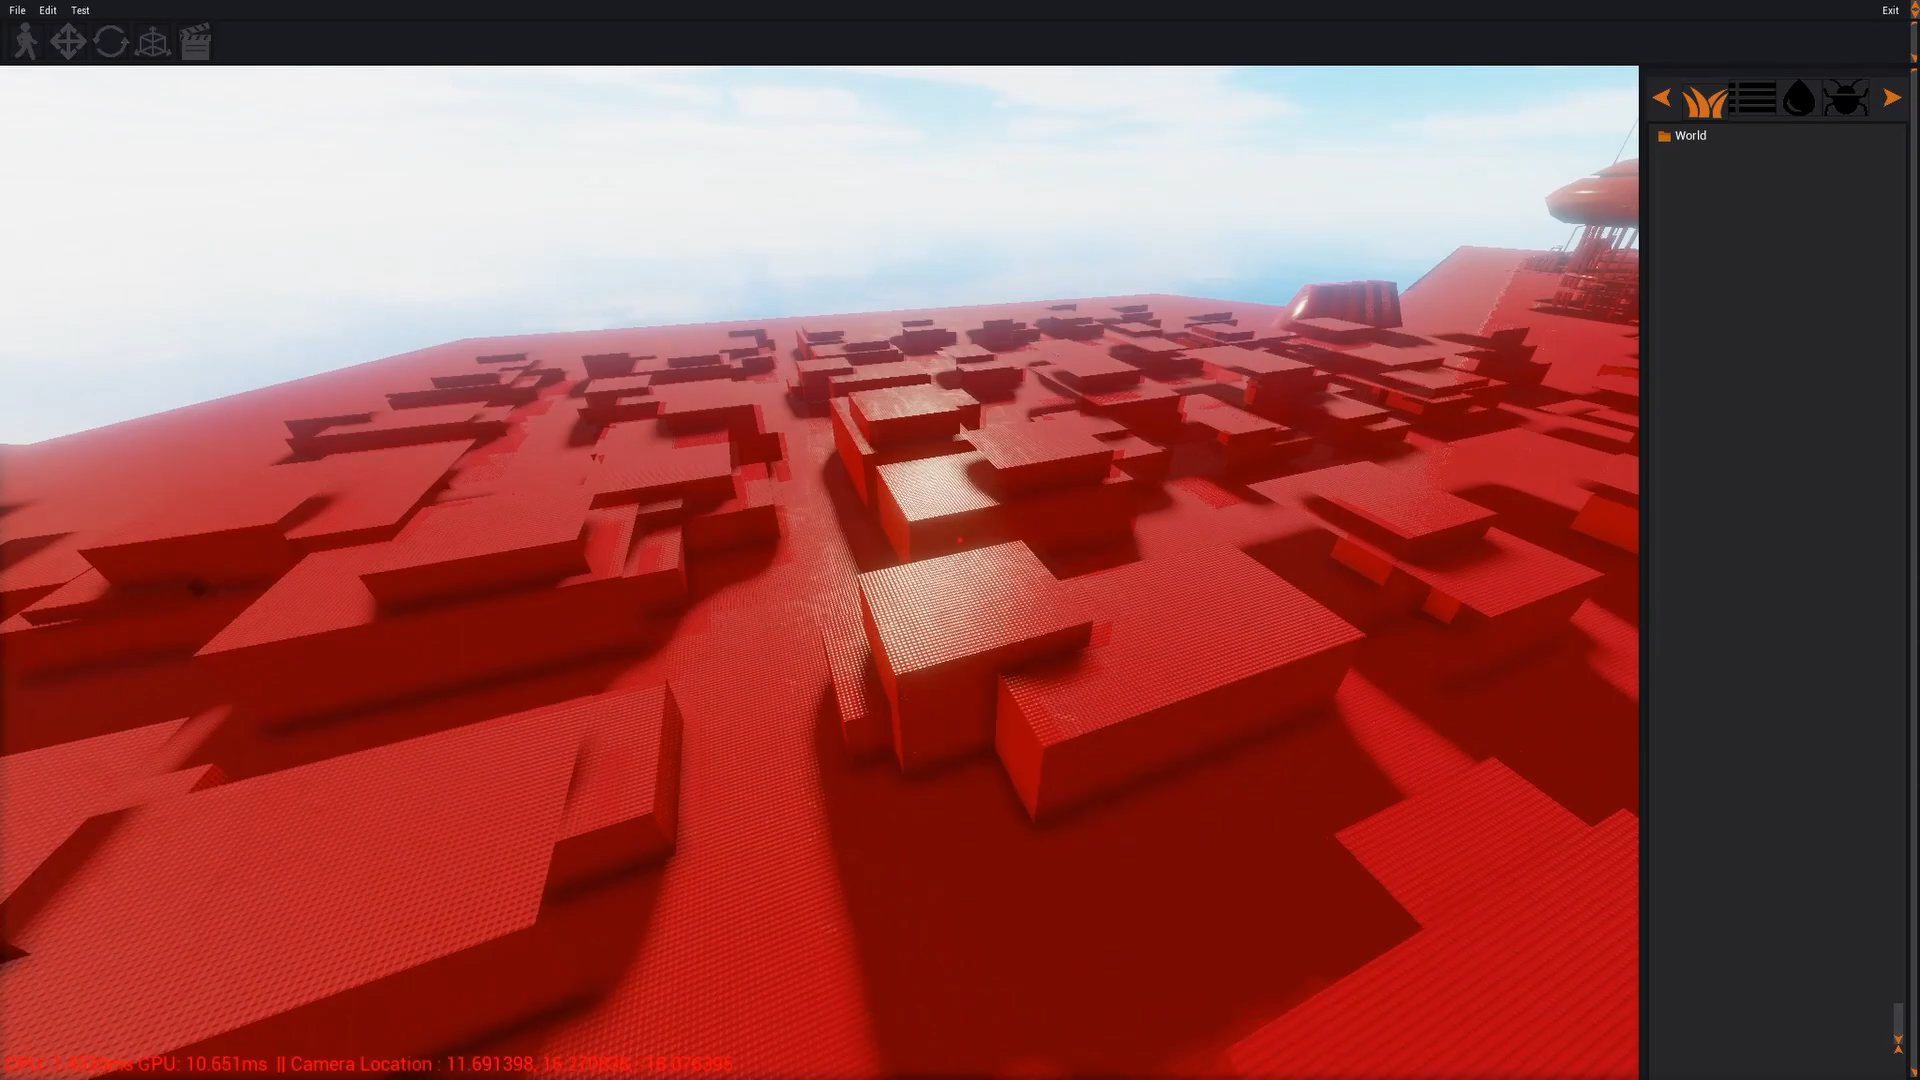 File Edit Test Exit
World
GPU: 10.651ms || Camera Location : 11.691398,